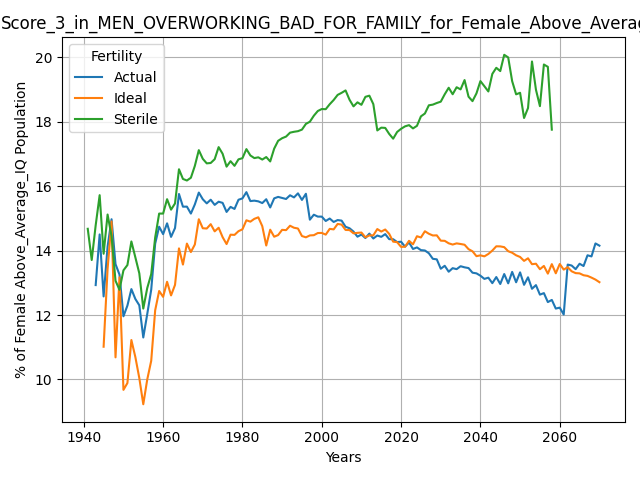 Score_3_in_MEN_OVERWORKING_BAD_FOR_FAMILY_for_Female_Above_Averag
Fertility
Actual
Ideal
Sterile
% of Female Above_Average_IQ Population
20
18
16
14
12
10
1940
1960
1980
2000
2020
2040
2060
Years